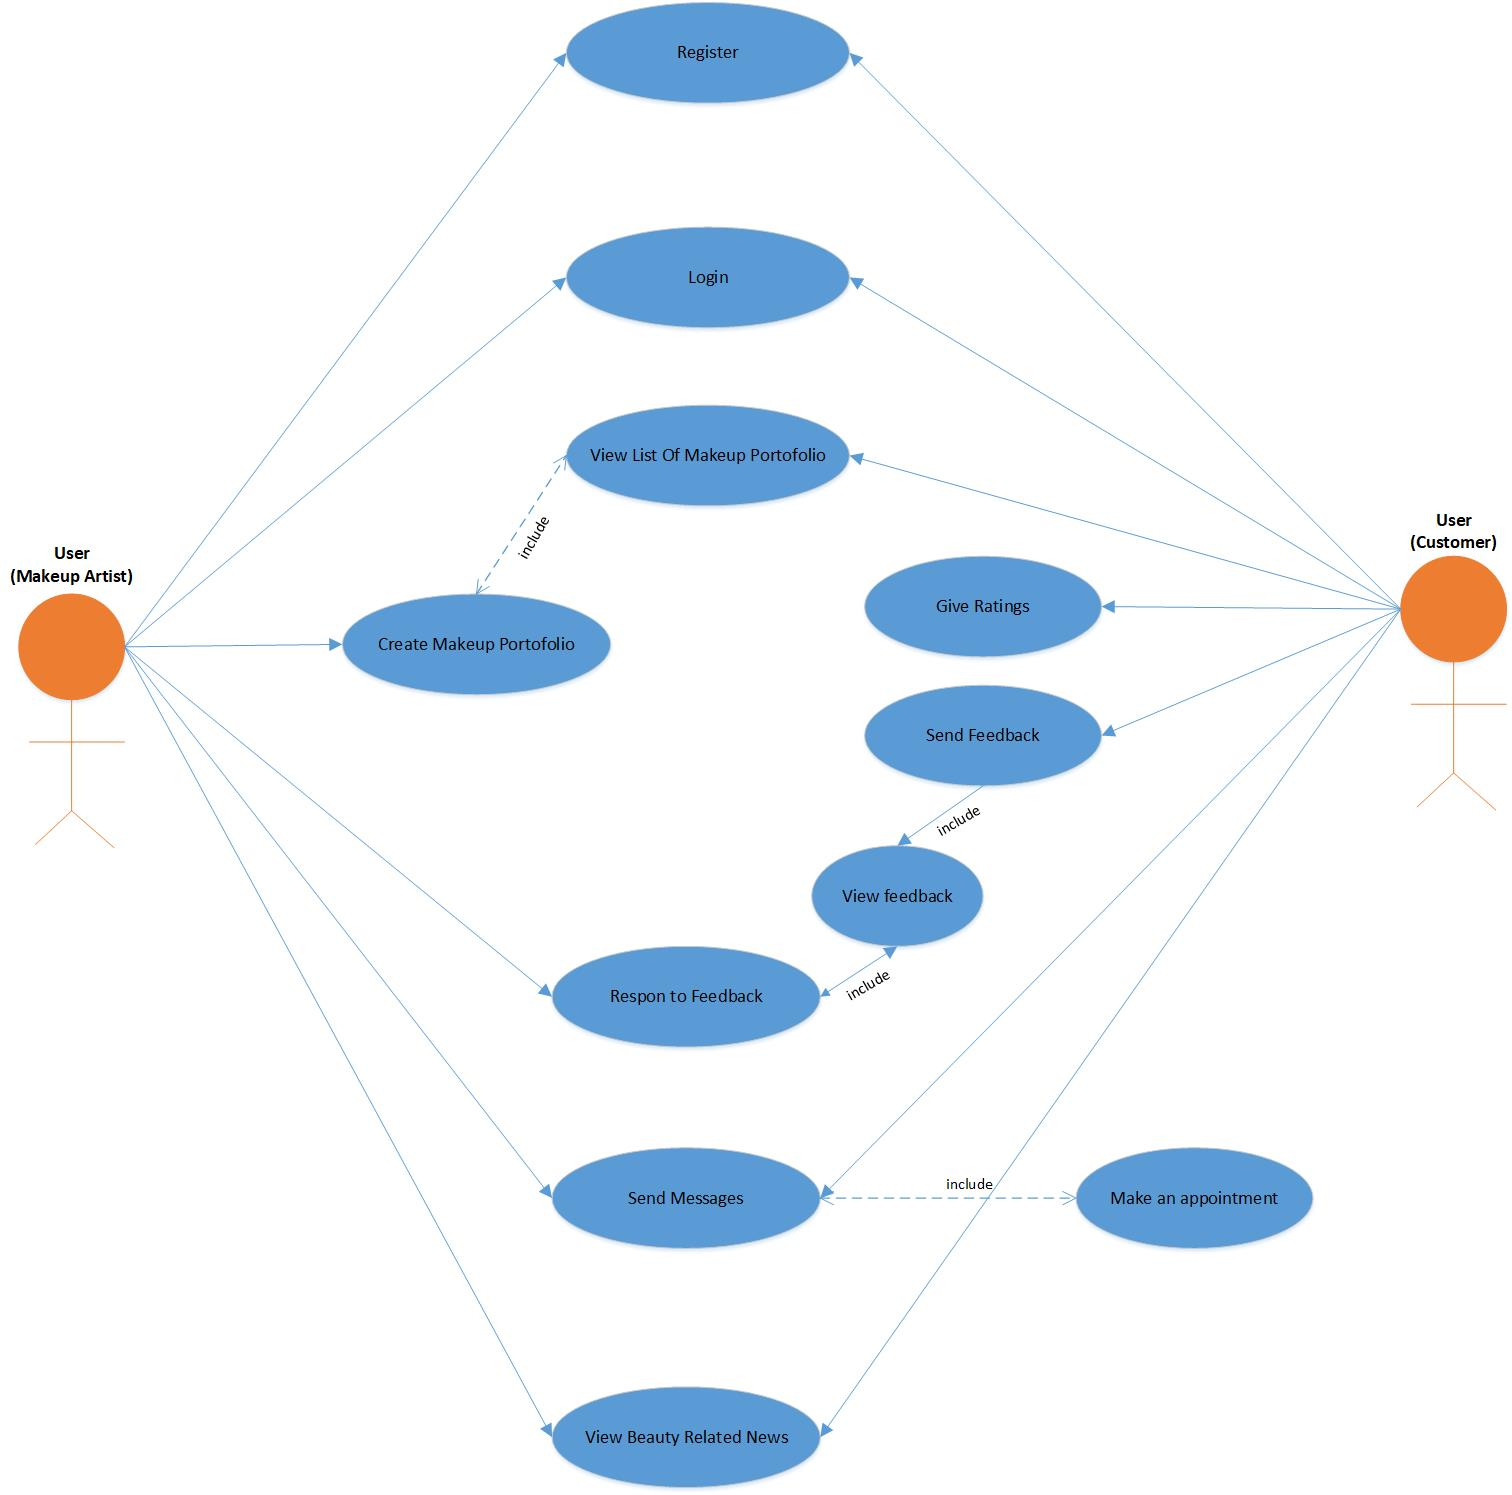 Register
Login
View List Of Makeup Portofolio
include
User
(Customer)
User
(Makeup Artist)
Give Ratings
Create Makeup Portofolio
Send Feedback
include
View feedback
include
Respon to Feedback
include
Send Messages
Make an appointment
View Beauty Related News